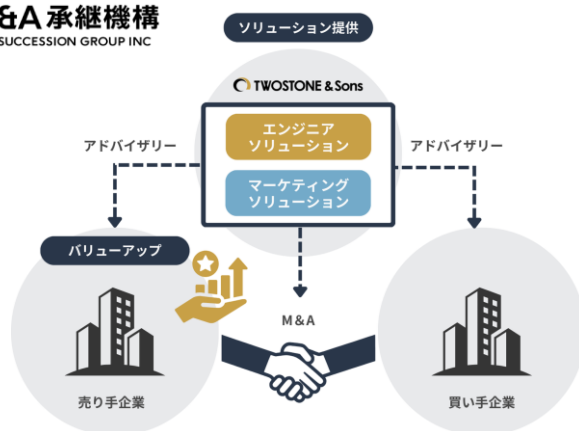 &A 承継機構
SUCCESSION GROUP INC
ソリューション提供
TWOSTONE & Sons
エンジニア
ソリューション
マーケティング
ソリューション
アドバイザリー
アドバイザリー
バリューアップ
M&A
売り手企業
買い手企業